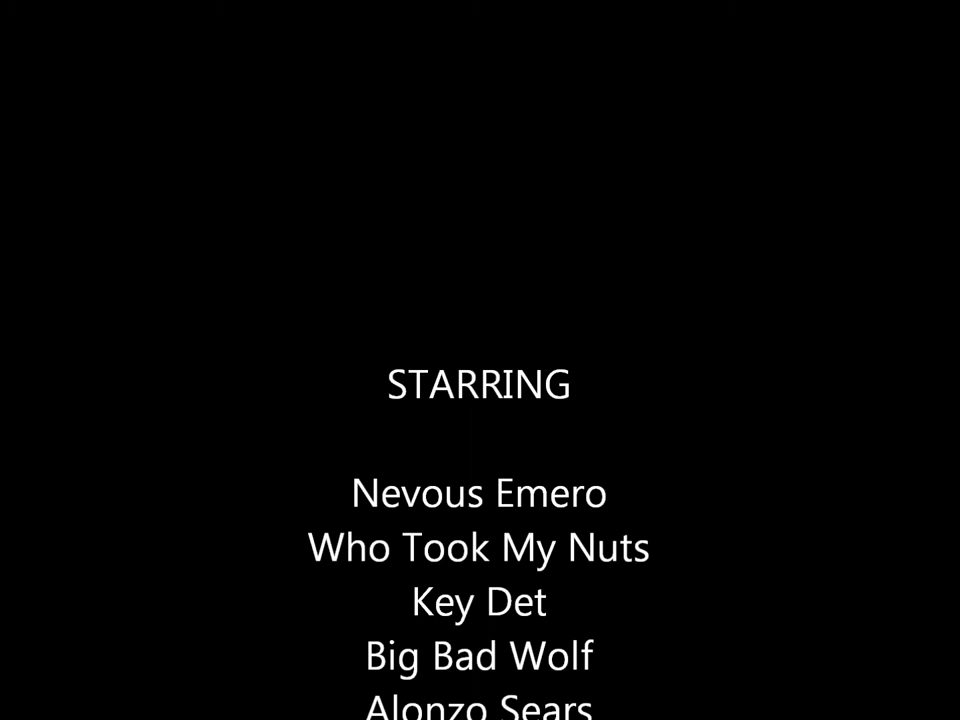 STARRING
Nevous Emero
Who Took My Nuts
Key Det
Big Bad Wolf
Alonzo Sears